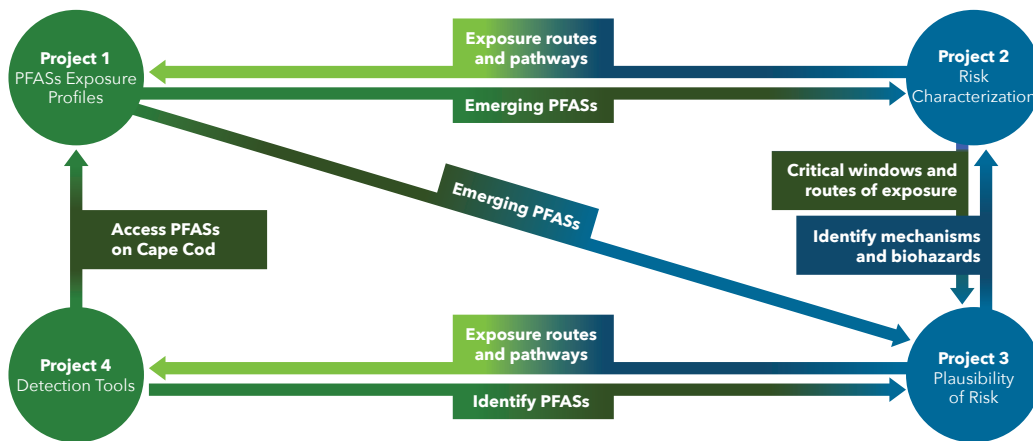 Project 1
PFASs Exposure
Profiles
Exposure routes
and pathways
Emerging PFASs
Project 2
Risk
Characterization
Emerging PFASs
Critical windows and
routes of exposure
Identify mechanisms
and biohazards
Access PFASs
on Cape Cod
Project 4
Detection Tools
Exposure routes
and pathways
Identify PFASs
Project 3
Plausibility
of Risk